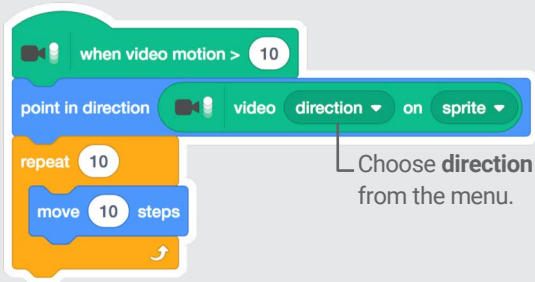 when video motion > 10
point in direction video direction on sprite
repeat 10
Choose direction
from the menu.
move 10 steps